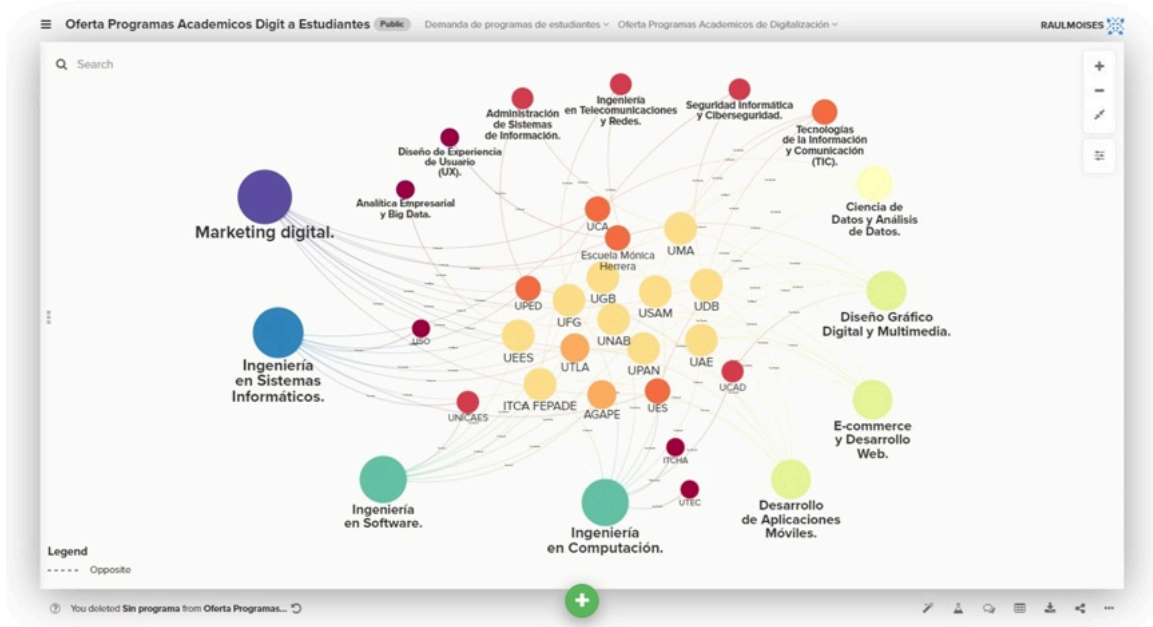 Oferta Programas Academicos Digit a Estudiantes Public Demanda de programas de estudiantes Oferta Programas Academicos de Digitalización RAULMOISES
Search
Administración
de Sistemas
de Información.
Ingeniería
en Telecomunicaciones
y Redes.
Seguridad Informática
y Ciberseguridad.
Tecnologías
de la Información
y Comunicación
(TIC).
Diseño de Experiencia
de Usuario
(UX).
Analítica Empresarial
y Big Data.
Marketing digital.
Ciencia de
Datos y Análisis
de Datos.
UCA
Escuela Mónica
Herrera
UMA
UPED
UGB
UFG
USAM
UDB
UNAB
USO
UEES
UTLA
UPAN
UAE
UCAD
Diseño Gráfico
Digital y Multimedia.
Ingeniería
en Sistemas
Informáticos.
UNICAES
ITCA FEPADE
AGAPE
UES
E-commerce
y Desarrollo
Web.
ITCHA
UTEC
Ingeniería
en Software.
Ingeniería
en Computación.
Desarrollo
de Aplicaciones
Móviles.
Legend
Opposite
You deleted Sin programa from Oferta Programas...